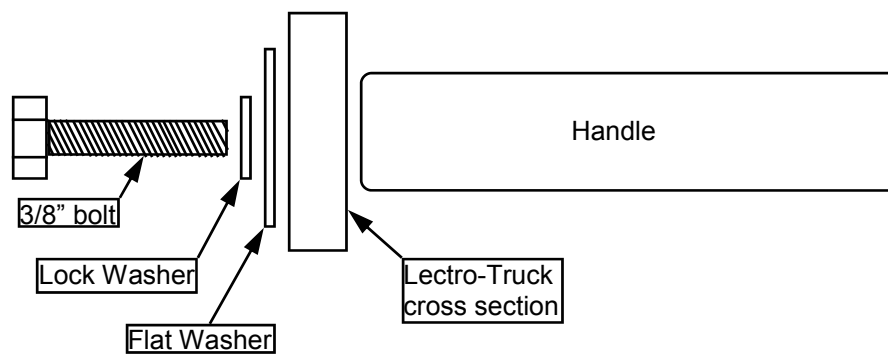 Handle
3/8” bolt
Lock Washer
Flat Washer
Lectro-Truck
cross section